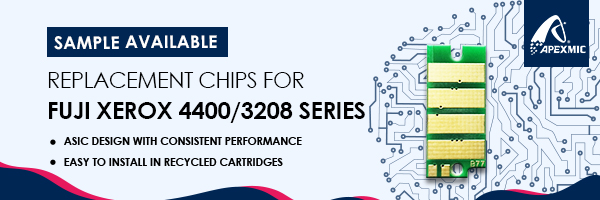 SAMPLE AVAILABLE
APEXMIC
REPLACEMENT CHIPS FOR
FUJI XEROX 4400/3208 SERIES
● ASIC DESIGN WITH CONSISTENT PERFORMANCE
● EASY TO INSTALL IN RECYCLED CARTRIDGES
B77